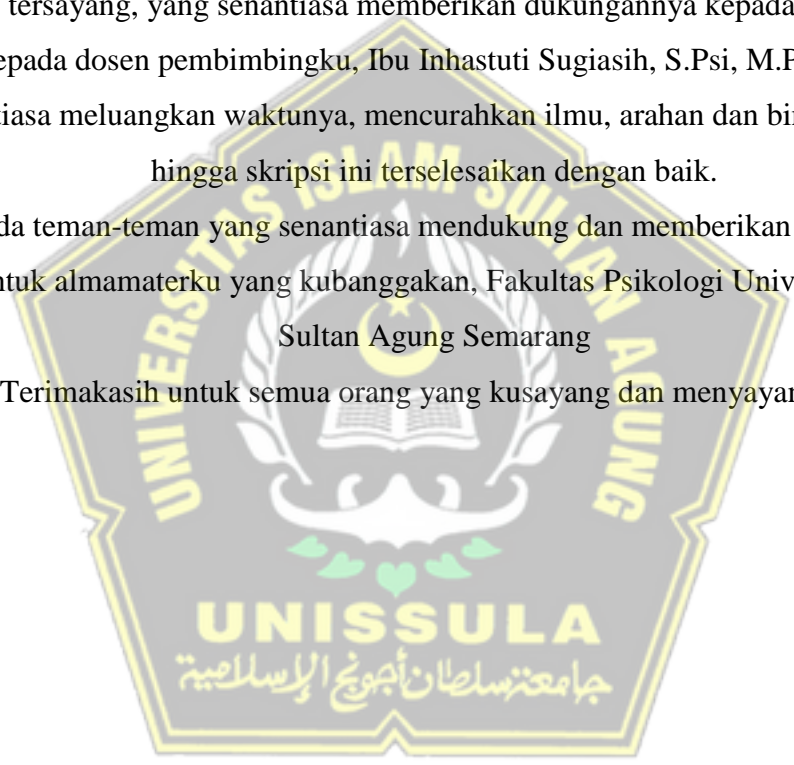 tersayang, yang senantiasa memberikan dukungannya kepada
epada dosen pembimbingku, Ibu Inhastuti Sugiasih, S.Psi, M.P
tiasa meluangkan waktunya, mencurahkan ilmu, arahan dan bin
hingga skripsi ini terselesaikan dengan baik.
da teman-teman yang senantiasa mendukung dan memberikan
ntuk almamaterku yang kubanggakan, Fakultas Psikologi Univ
Sultan Agung Semarang
Terimakasih untuk semua orang yang kusayang dan menyayan
UNIVERSITAS ISLAM SULTAN AGUNG
UNISSULA
جامعة سلطان أجونج الإسلامية